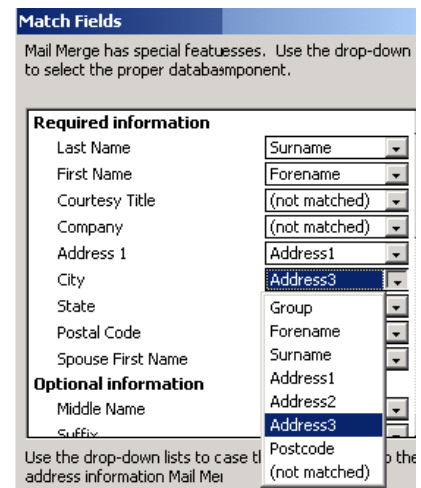 Match Fields
Mail Merge has special featuesses. Use the drop-down
to select the proper databasmponent.
Required information
Last Name Surname
First Name Forename
Courtesy Title (not matched)
Company (not matched)
Address 1 Address1
City Address3
State Group
Postal Code Forename
Spouse First Name Surname
Optional information Address1
Middle Name Address2
Suffix Address3
Postcode
(not matched)
Use the drop-down lists to case t the
address information Mail Mer